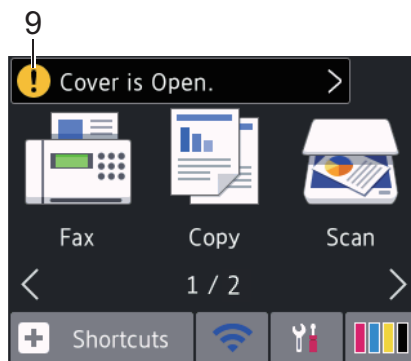 9
Cover is Open.
Fax Copy Scan
1 / 2
Shortcuts